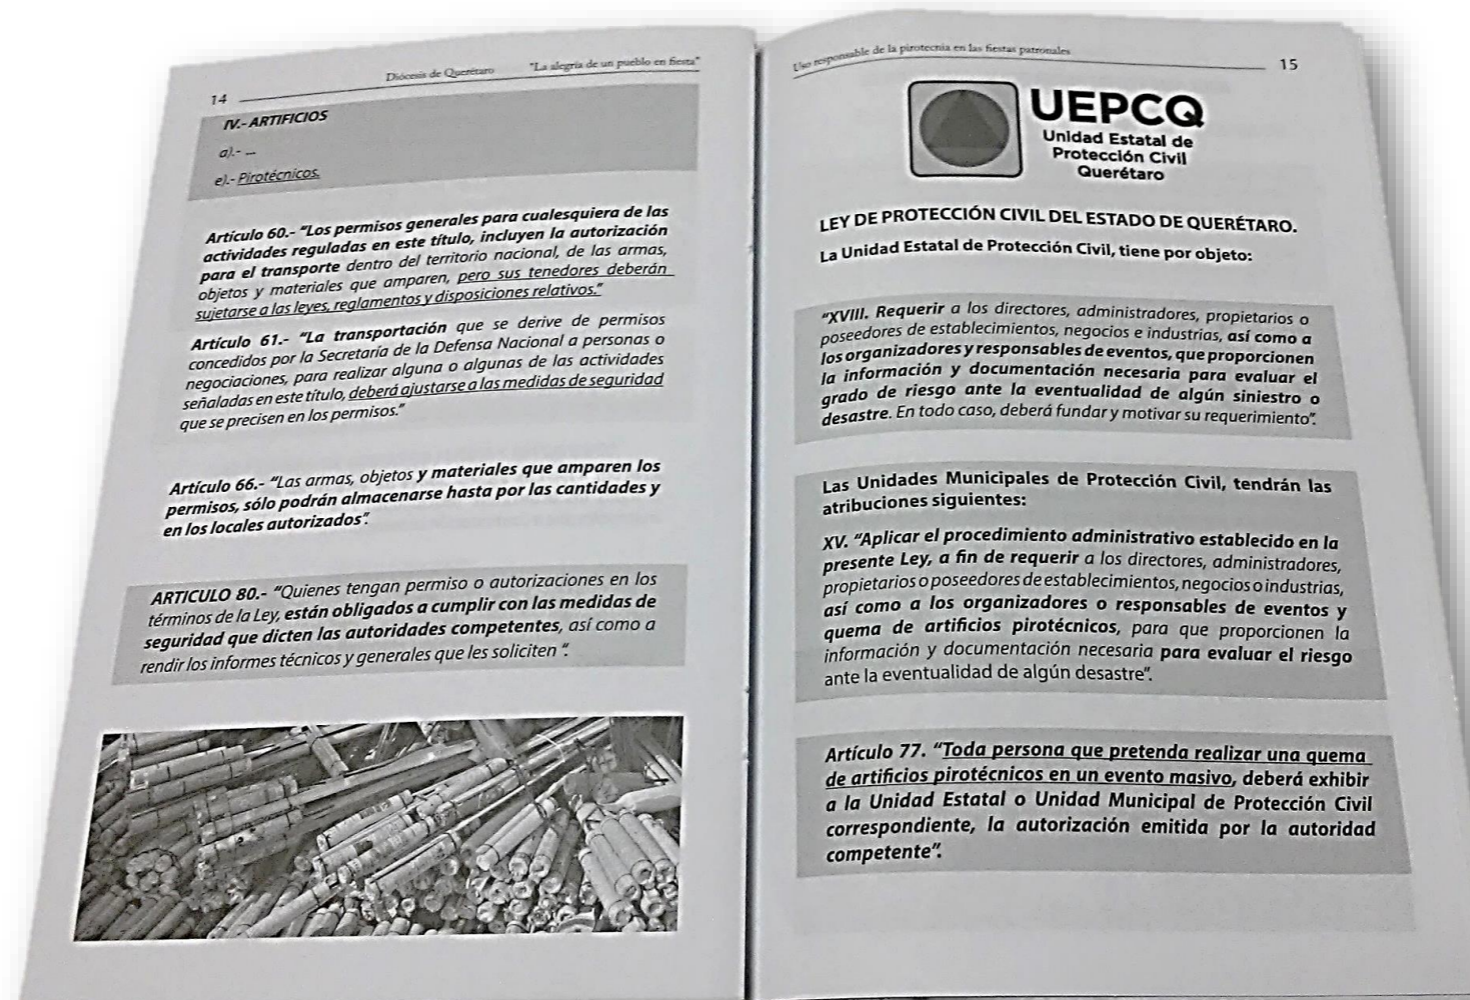 14
Diócesis de Querétaro "La alegría de un pueblo en fiesta"
IV.- ARTIFICIOS
a).- ...
e).- Pirotécnicos.
Artículo 60.- "Los permisos generales para cualesquiera de las
actividades reguladas en este título, incluyen la autorización
para el transporte dentro del territorio nacional, de las armas,
objetos y materiales que amparen, pero sus tenedores deberán
sujetarse a las leyes, reglamentos y disposiciones relativos."
Artículo 61.- "La transportación que se derive de permisos
concedidos por la Secretaría de la Defensa Nacional a personas o
negociaciones, para realizar alguna o algunas de las actividades
señaladas en este título, deberá ajustarse a las medidas de seguridad
que se precisen en los permisos."
Artículo 66.- "Las armas, objetos y materiales que amparen los
permisos, sólo podrán almacenarse hasta por las cantidades y
en los locales autorizados".
ARTICULO 80.- "Quienes tengan permiso o autorizaciones en los
términos de la Ley, están obligados a cumplir con las medidas de
seguridad que dicten las autoridades competentes, así como a
rendir los informes técnicos y generales que les soliciten ".
Uso responsable de la pirotecnia en las fiestas patronales
15
UEPCQ
Unidad Estatal de
Protección Civil
Querétaro
LEY DE PROTECCIÓN CIVIL DEL ESTADO DE QUERÉTARO.
La Unidad Estatal de Protección Civil, tiene por objeto:
"XVIII. Requerir a los directores, administradores, propietarios o
poseedores de establecimientos, negocios e industrias, así como a
los organizadores y responsables de eventos, que proporcionen
la información y documentación necesaria para evaluar el
grado de riesgo ante la eventualidad de algún siniestro o
desastre. En todo caso, deberá fundar y motivar su requerimiento".
Las Unidades Municipales de Protección Civil, tendrán las
atribuciones siguientes:
XV. "Aplicar el procedimiento administrativo establecido en la
presente Ley, a fin de requerir a los directores, administradores,
propietarios o poseedores de establecimientos, negocios o industrias,
así como a los organizadores o responsables de eventos y
quema de artificios pirotécnicos, para que proporcionen la
información y documentación necesaria para evaluar el riesgo
ante la eventualidad de algún desastre".
Artículo 77. "Toda persona que pretenda realizar una quema
de artificios pirotécnicos en un evento masivo, deberá exhibir
a la Unidad Estatal o Unidad Municipal de Protección Civil
correspondiente, la autorización emitida por la autoridad
competente".